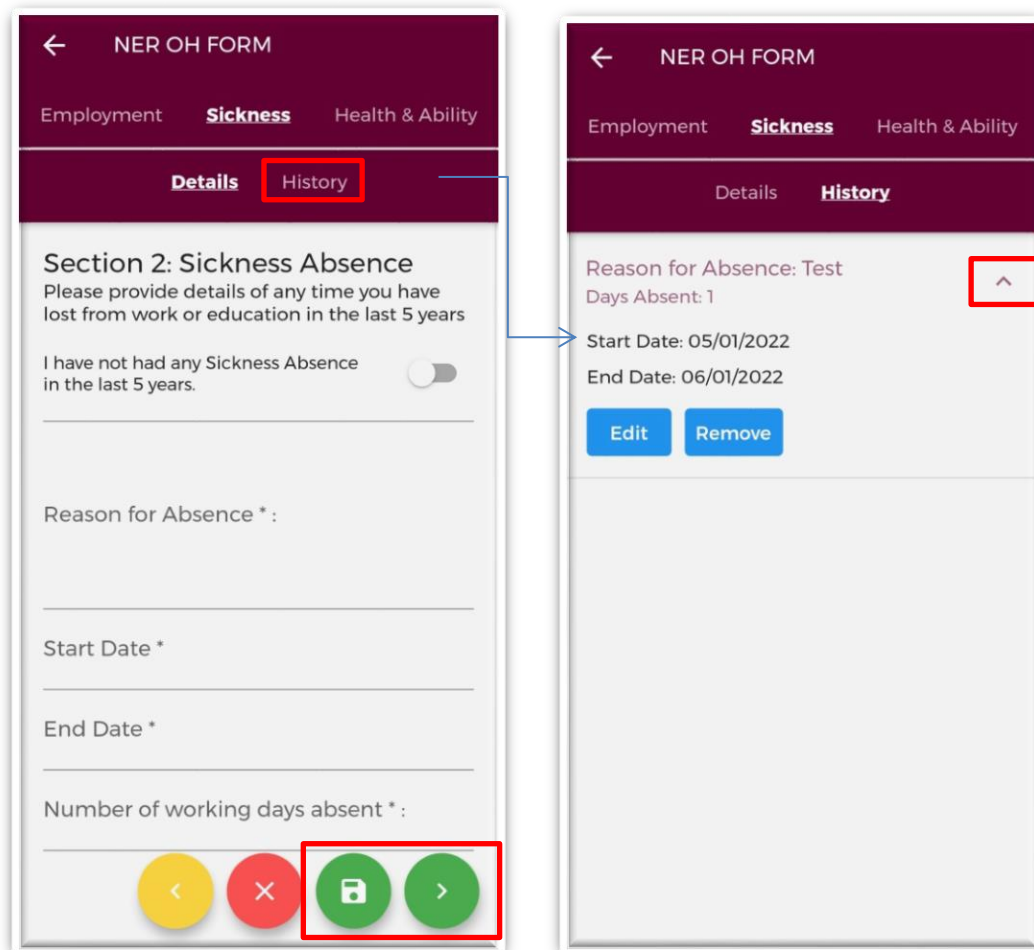 NER OH FORM
Employment Sickness Health & Ability
Details History
Section 2: Sickness Absence
Please provide details of any time you have
lost from work or education in the last 5 years
I have not had any Sickness Absence
in the last 5 years.
Reason for Absence * :
Start Date *
End Date *
Number of working days absent * :
NER OH FORM
Employment Sickness Health & Ability
Details History
Reason for Absence: Test
Days Absent: 1
Start Date: 05/01/2022
End Date: 06/01/2022
Edit Remove